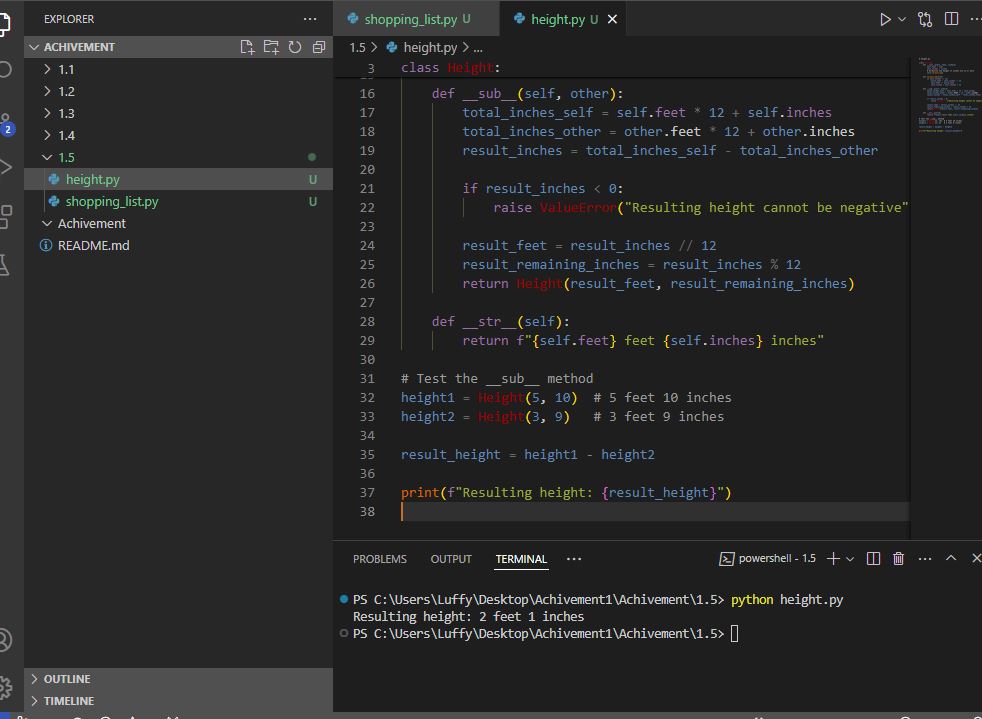 EXPLORER ...
shopping_list.py U
height.py U
ACHIVEMENT
1.5 > height.py > ...
1.1
1.2
1.3
1.4
1.5
height.py U
shopping_list.py U
Achivement
README.md
2
3 class Height:
16 def __sub__(self, other):
17 total_inches_self = self.feet * 12 + self.inches
18 total_inches_other = other.feet * 12 + other.inches
19 result_inches = total_inches_self - total_inches_other
20
21 if result_inches < 0:
22 raise ValueError("Resulting height cannot be negative"
23
24 result_feet = result_inches // 12
25 result_remaining_inches = result_inches % 12
26 return Height(result_feet, result_remaining_inches)
27
28 def __str__(self):
29 return f"{self.feet} feet {self.inches} inches"
30
31 # Test the __sub__ method
32 height1 = Height(5, 10) # 5 feet 10 inches
33 height2 = Height(3, 9) # 3 feet 9 inches
34
35 result_height = height1 - height2
36
37 print(f"Resulting height: {result_height}")
38
PROBLEMS OUTPUT TERMINAL ... powershell - 1.5
PS C:\Users\Luffy\Desktop\Achivement1\Achivement\1.5> python height.py
Resulting height: 2 feet 1 inches
PS C:\Users\Luffy\Desktop\Achivement1\Achivement\1.5>
OUTLINE
TIMELINE